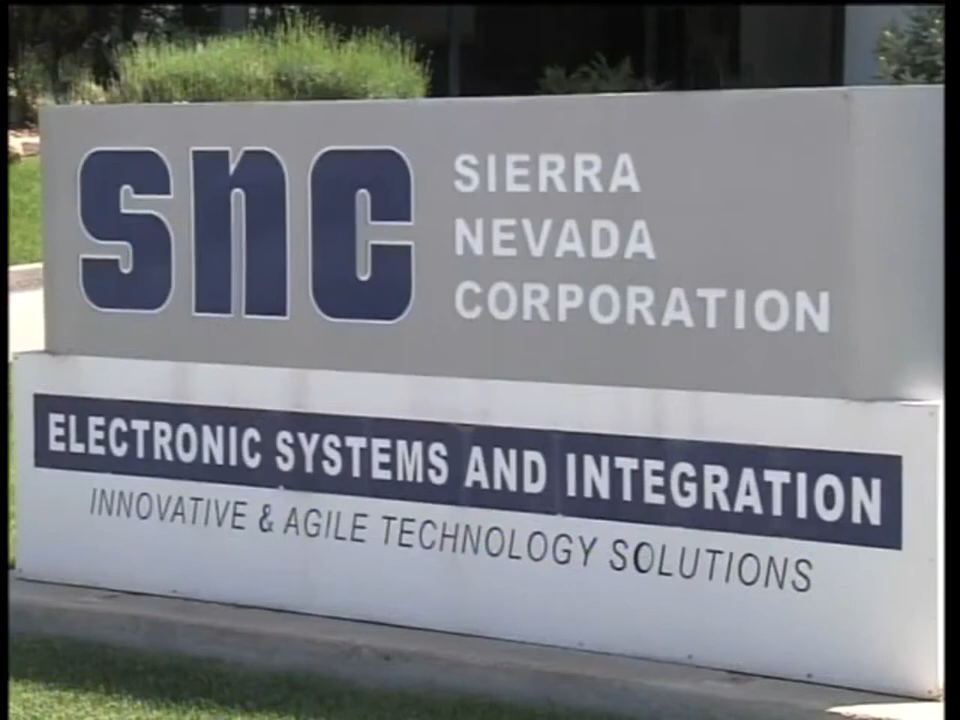 snc
SIERRA
NEVADA
CORPORATION
ELECTRONIC SYSTEMS AND INTEGRATION
INNOVATIVE & AGILE TECHNOLOGY SOLUTIONS